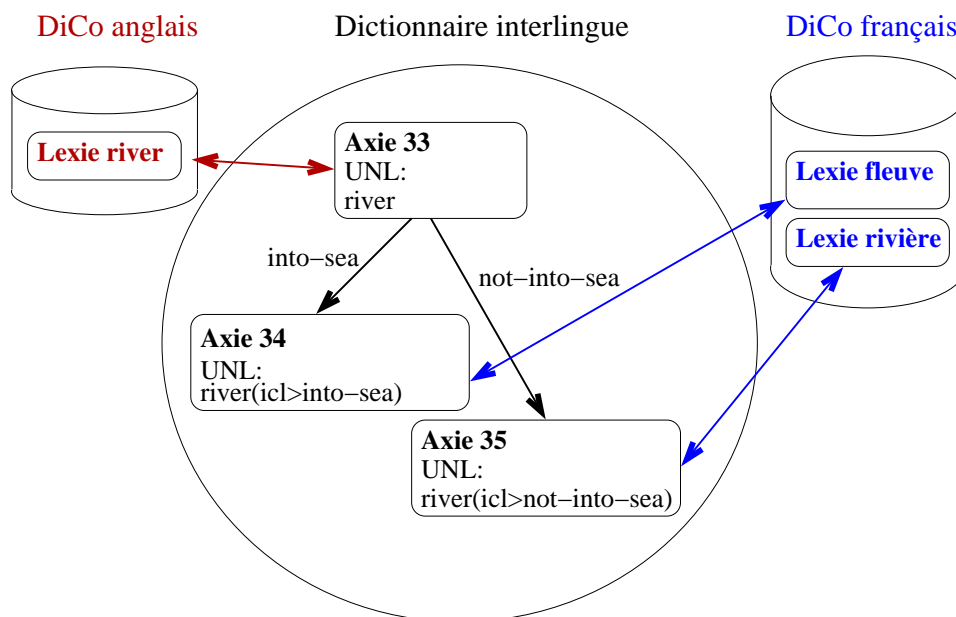 DiCo anglais
Dictionnaire interlingue
DiCo français
Lexie river
Axie 33
UNL:
river
Lexie fleuve
Lexie rivière
into−sea
not−into−sea
Axie 34
UNL:
river(icl>into−sea)
Axie 35
UNL:
river(icl>not−into−sea)